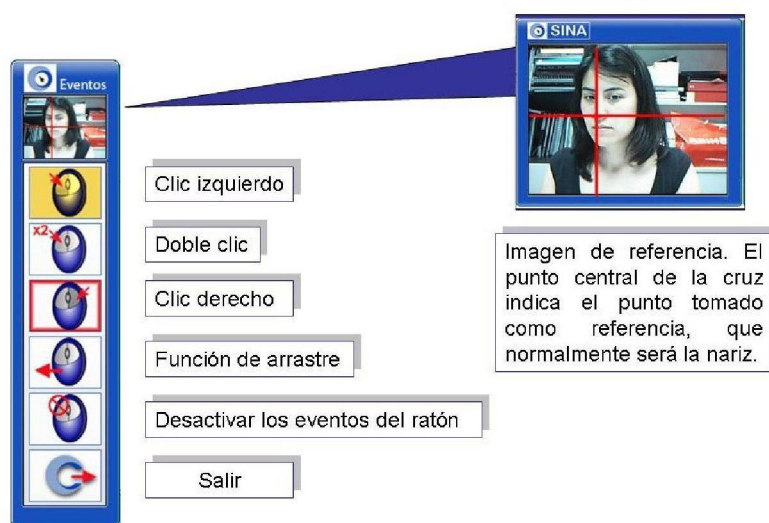 SINA
Eventos
Clic izquierdo
x2
Doble clic
Clic derecho
Función de arrastre
Desactivar los eventos del ratón
Salir
Imagen de referencia. El
punto central de la cruz
indica el punto tomado
como referencia, que
normalmente será la nariz.